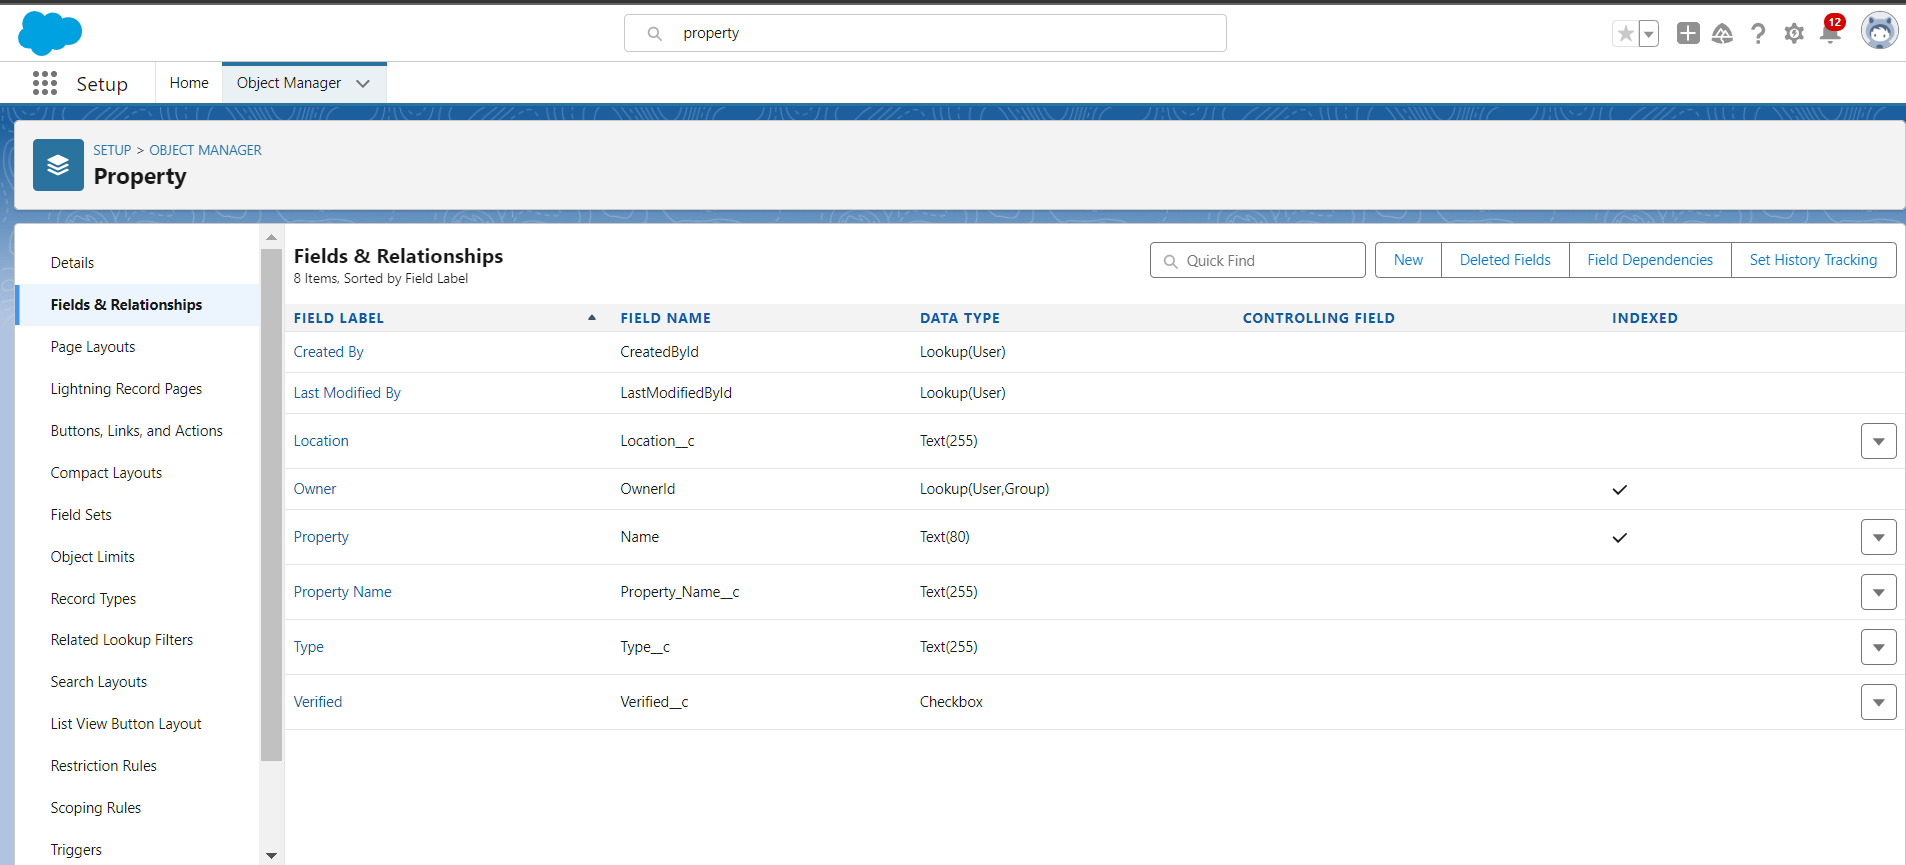 property
12
Setup
Home
Object Manager
SETUP > OBJECT MANAGER
Property
Details
Fields & Relationships
Page Layouts
Lightning Record Pages
Buttons, Links, and Actions
Compact Layouts
Field Sets
Object Limits
Record Types
Related Lookup Filters
Search Layouts
List View Button Layout
Restriction Rules
Scoping Rules
Triggers
Fields & Relationships
8 Items, Sorted by Field Label
Quick Find
New
Deleted Fields
Field Dependencies
Set History Tracking
FIELD LABEL FIELD NAME DATA TYPE CONTROLLING FIELD INDEXED
Created By CreatedById Lookup(User)
Last Modified By LastModifiedById Lookup(User)
Location Location__c Text(255)
Owner OwnerId Lookup(User,Group)
Property Name Text(80)
Property Name Property_Name__c Text(255)
Type Type__c Text(255)
Verified Verified__c Checkbox